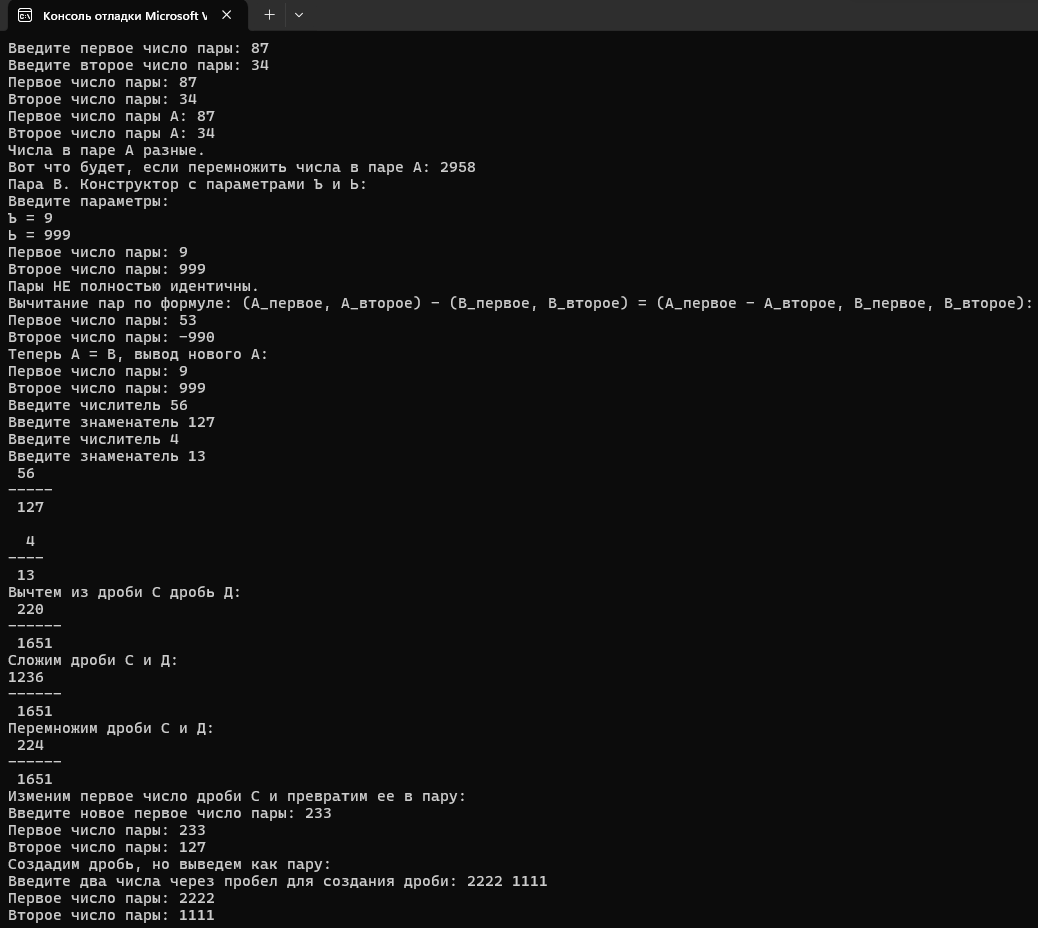 Консоль отладки Microsoft V
Введите первое число пары: 87
Введите второе число пары: 34
Первое число пары: 87
Второе число пары: 34
Первое число пары А: 87
Второе число пары А: 34
Числа в паре А разные.
Вот что будет, если перемножить числа в паре А: 2958
Пара В. Конструктор с параметрами Ъ и Ь:
Введите параметры:
Ъ = 9
Ь = 999
Первое число пары: 9
Второе число пары: 999
Пары НЕ полностью идентичны.
Вычитание пар по формуле: (А_первое, А_второе) - (В_первое, В_второе) = (А_первое - А_второе, В_первое, В_второе):
Первое число пары: 53
Второе число пары: -990
Теперь А = В, вывод нового А:
Первое число пары: 9
Второе число пары: 999
Введите числитель 56
Введите знаменатель 127
Введите числитель 4
Введите знаменатель 13
56
-----
127
4
----
13
Вычтем из дроби С дробь Д:
220
------
1651
Сложим дроби С и Д:
1236
------
1651
Перемножим дроби С и Д:
224
------
1651
Изменим первое число дроби С и превратим ее в пару:
Введите новое первое число пары: 233
Первое число пары: 233
Второе число пары: 127
Создадим дробь, но выведем как пару:
Введите два числа через пробел для создания дроби: 2222 1111
Первое число пары: 2222
Второе число пары: 1111